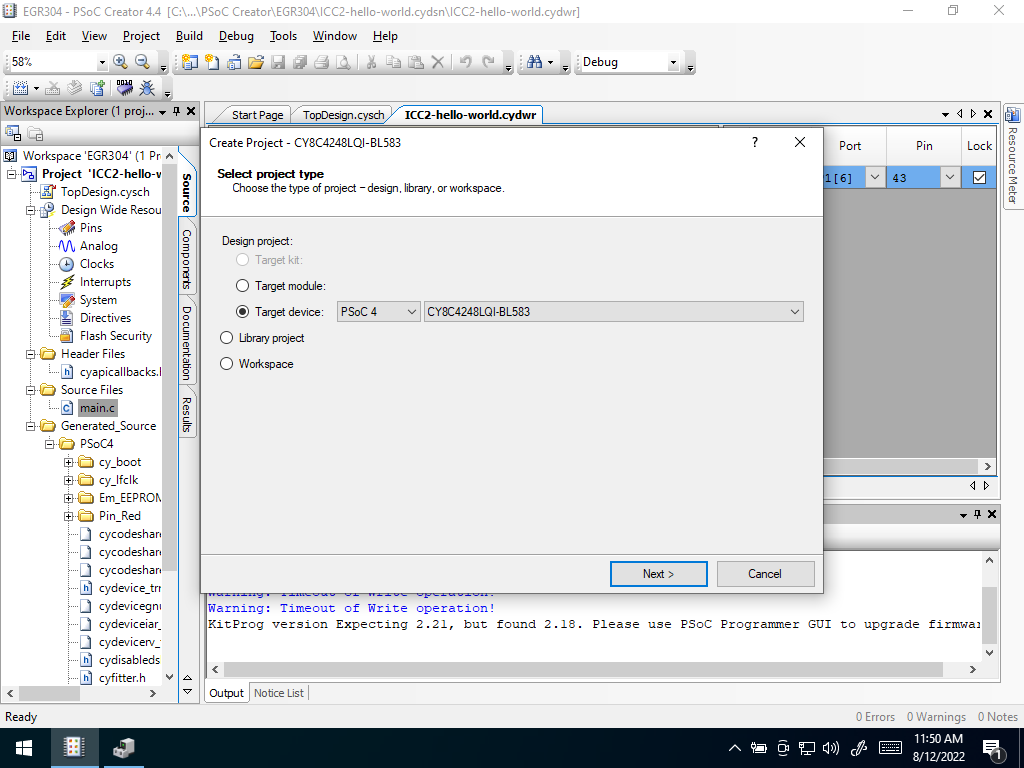 EGR304 - PSoC Creator 4.4 [C:\...\PSoC Creator\EGR304\ICC2-hello-world.cydsn\ICC2-hello-world.cydwr]
File Edit View Project Build Debug Tools Window Help
58%
Debug
Workspace Explorer (1 proj...
Start Page
TopDesign.cysch
ICC2-hello-world.cydwr
Workspace 'EGR304' (1 Pr
Project 'ICC2-hello-w
TopDesign.cysch
Design Wide Resou
Pins
Analog
Clocks
Interrupts
System
Directives
Flash Security
Header Files
cyapicallbacks.h
Source Files
main.c
Generated_Source
PSoC4
cy_boot
cy_lfclk
Em_EEPROM
Pin_Red
cycodeshare
cycodeshare
cycodeshare
cydevice_trm
cydevicegnu
cydeviceiar_
cydevicerv_
cydisableds
cyfitter.h
Source
Components
Documentation
Results
Create Project - CY8C4248LQI-BL583
?
Select project type
Choose the type of project – design, library, or workspace.
Design project:
Target kit:
Target module:
Target device:
PSoC 4
CY8C4248LQI-BL583
Library project
Workspace
Next >
Cancel
Port Pin Lock
1[6] 43
Resource Meter
Warning: Timeout of Write operation!
Warning: Timeout of Write operation!
KitProg version Expecting 2.21, but found 2.18. Please use PSoC Programmer GUI to upgrade firmwar
Output
Notice List
Ready
0 Errors 0 Warnings 0 Notes
11:50 AM
8/12/2022
1